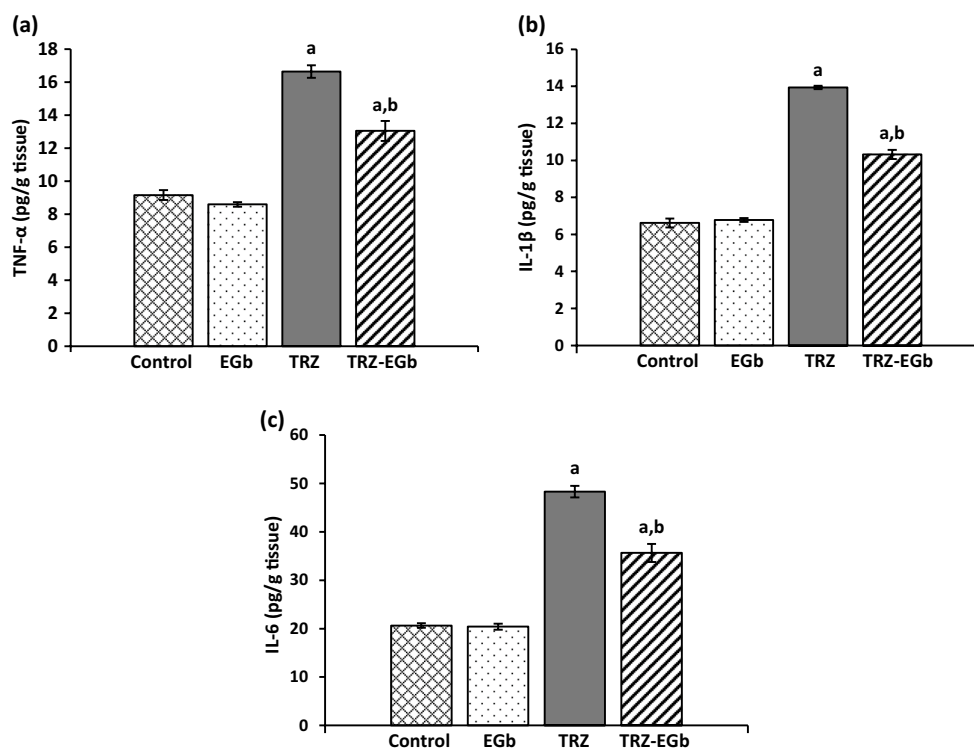 (a)
TNF-α (pg/g tissue)
18
16
14
12
10
8
6
4
2
0
a
a,b
Control EGb TRZ TRZ-EGb
(b)
IL-1β (pg/g tissue)
16
14
12
10
8
6
4
2
0
a
a,b
Control EGb TRZ TRZ-EGb
(c)
IL-6 (pg/g tissue)
60
50
40
30
20
10
0
a
a,b
Control EGb TRZ TRZ-EGb